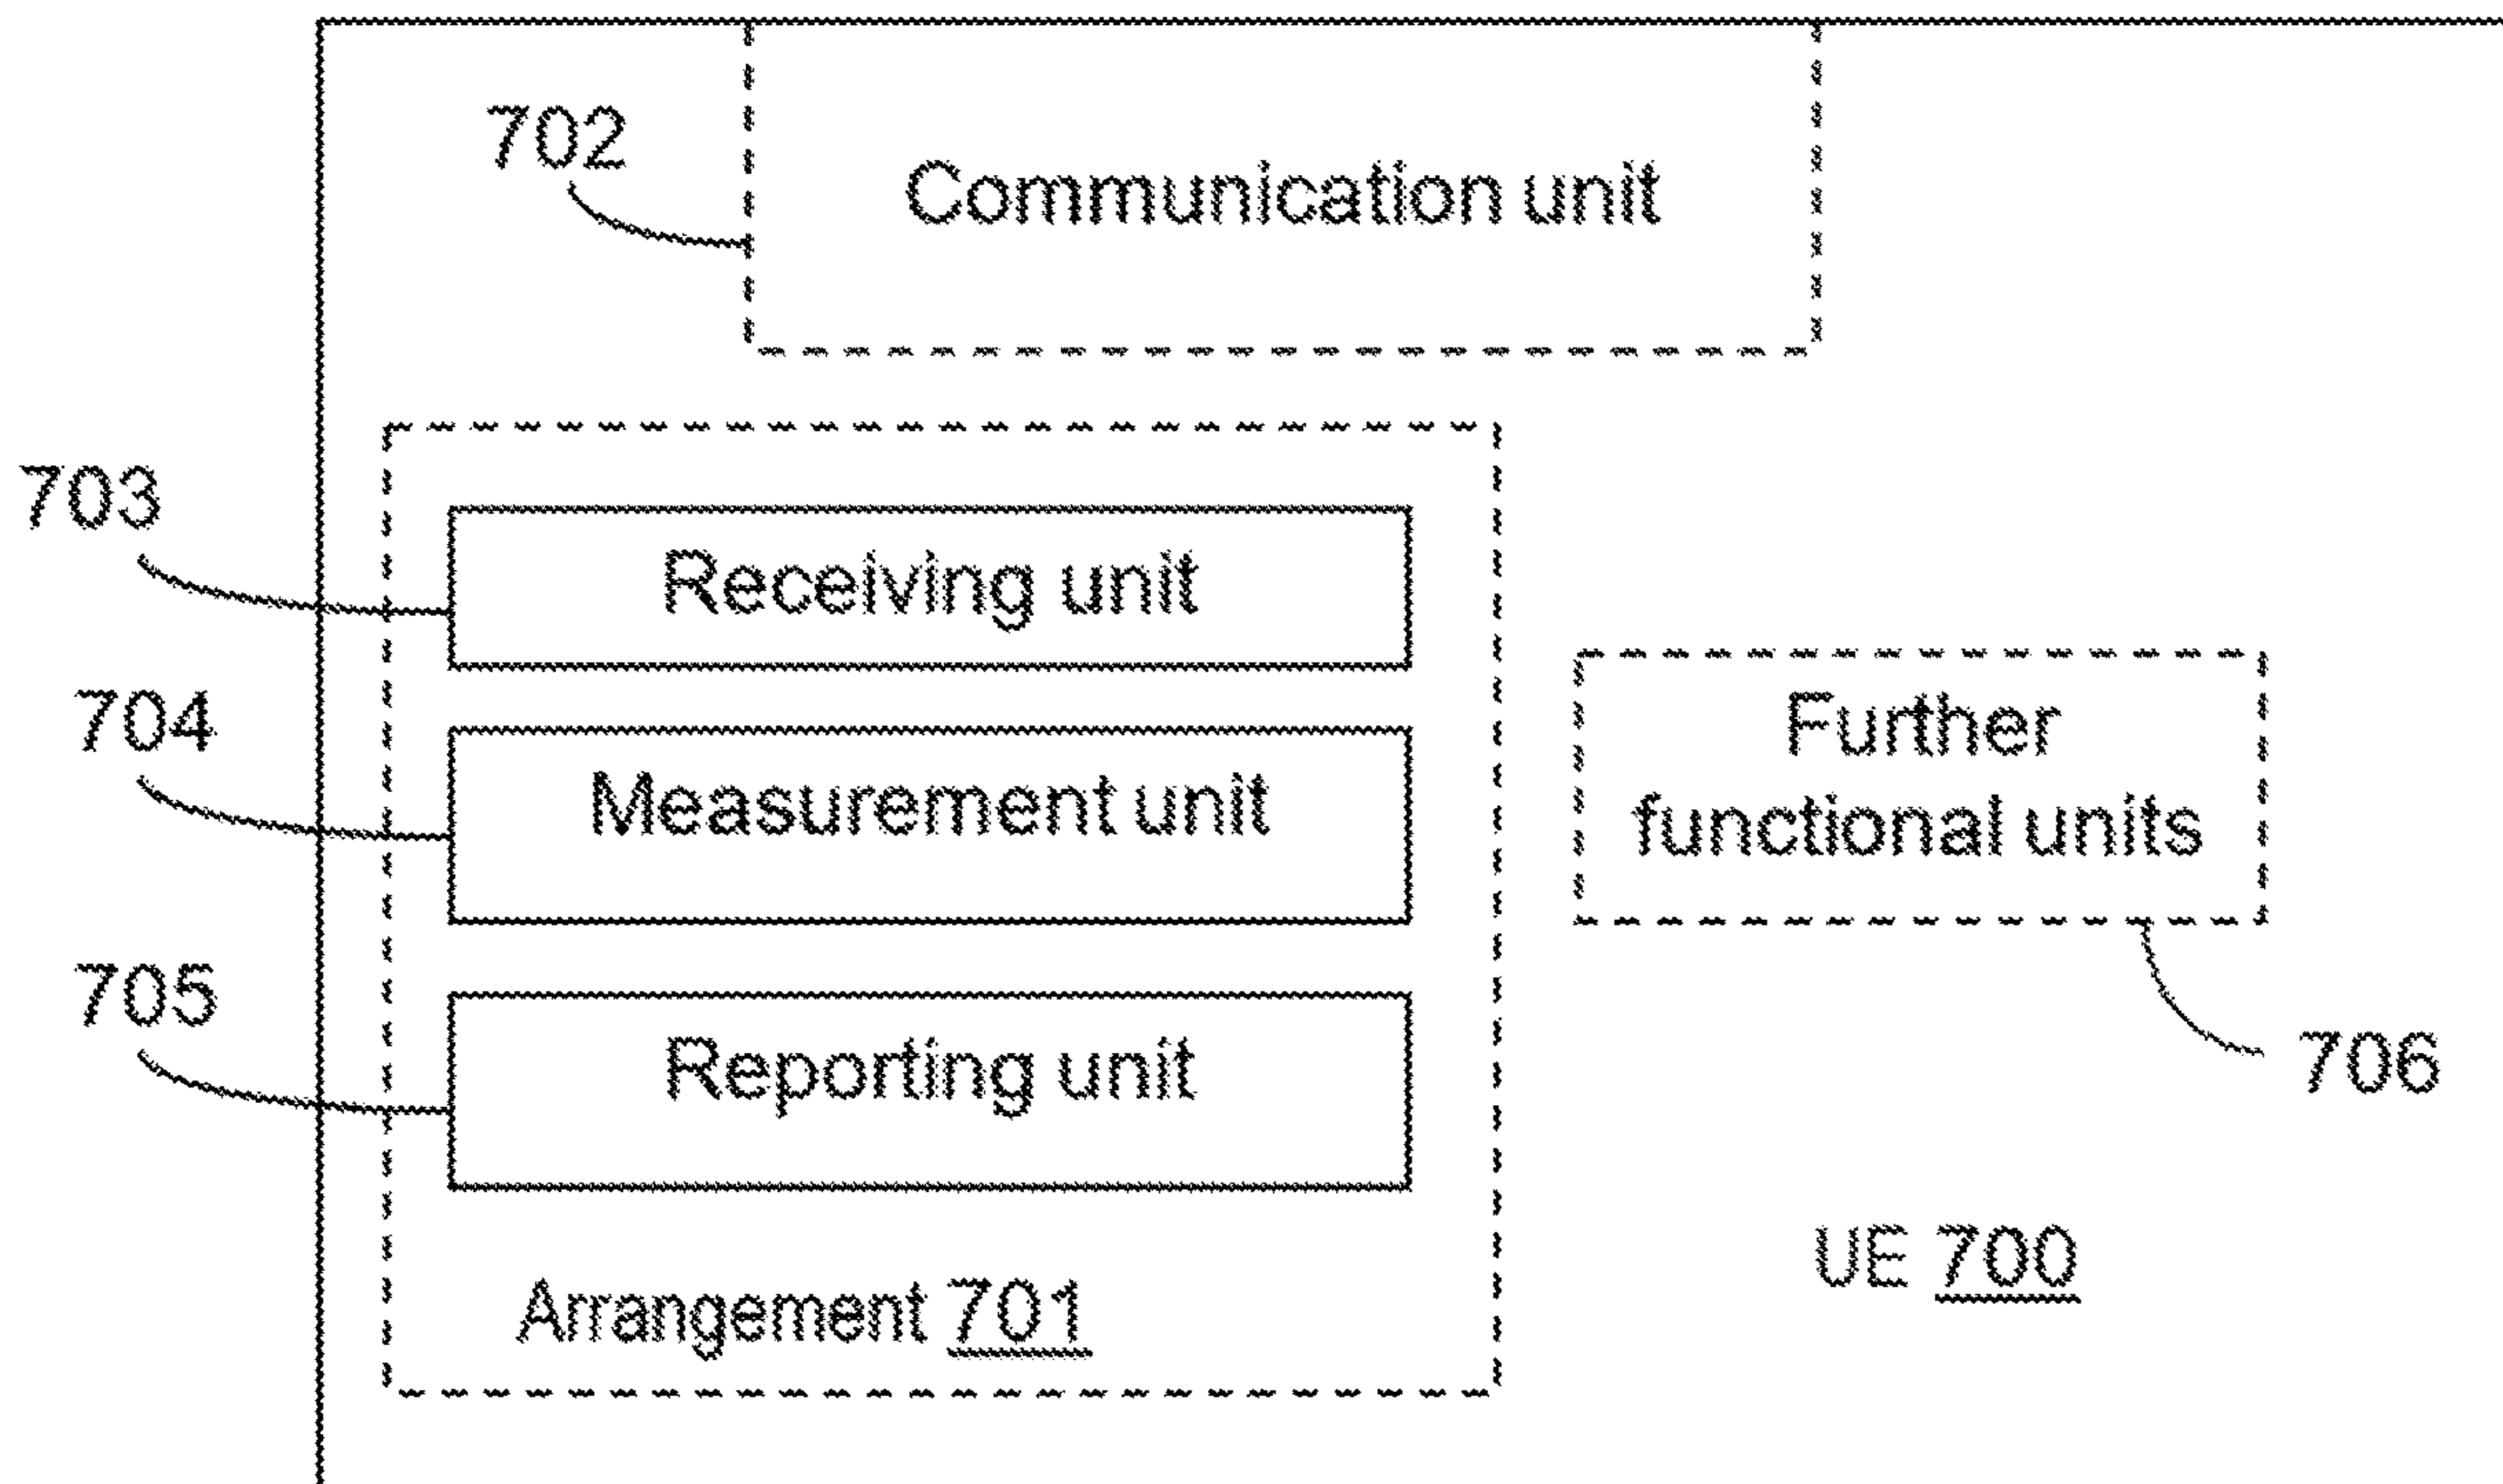 702
Communication unit
703
Receiving unit
704
Measurement unit
Further
functional units
705
Reporting unit
706
UE 700
Arrangement 701